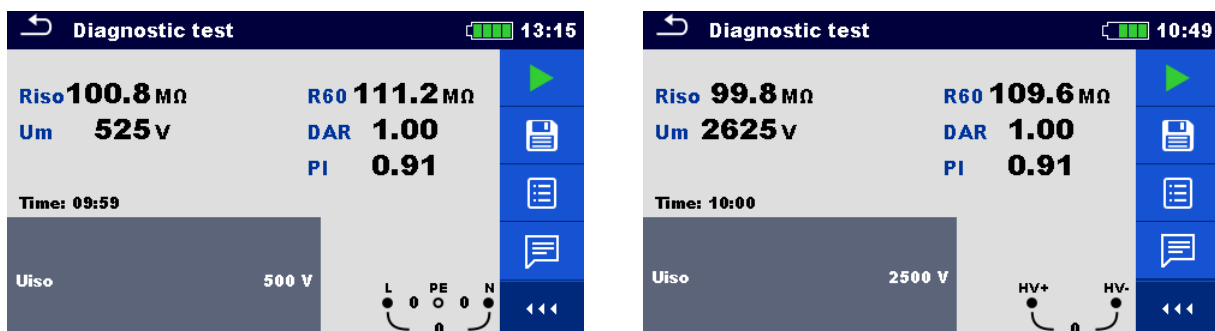 Diagnostic test 13:15
Riso 100.8 MΩ R60 111.2 MΩ
Um 525 V DAR 1.00
PI 0.91
Time: 09:59
Uiso 500 V
L PE N
0 0
0
Diagnostic test 10:49
Riso 99.8 MΩ R60 109.6 MΩ
Um 2625 V DAR 1.00
PI 0.91
Time: 10:00
Uiso 2500 V
HV+ HV-
0